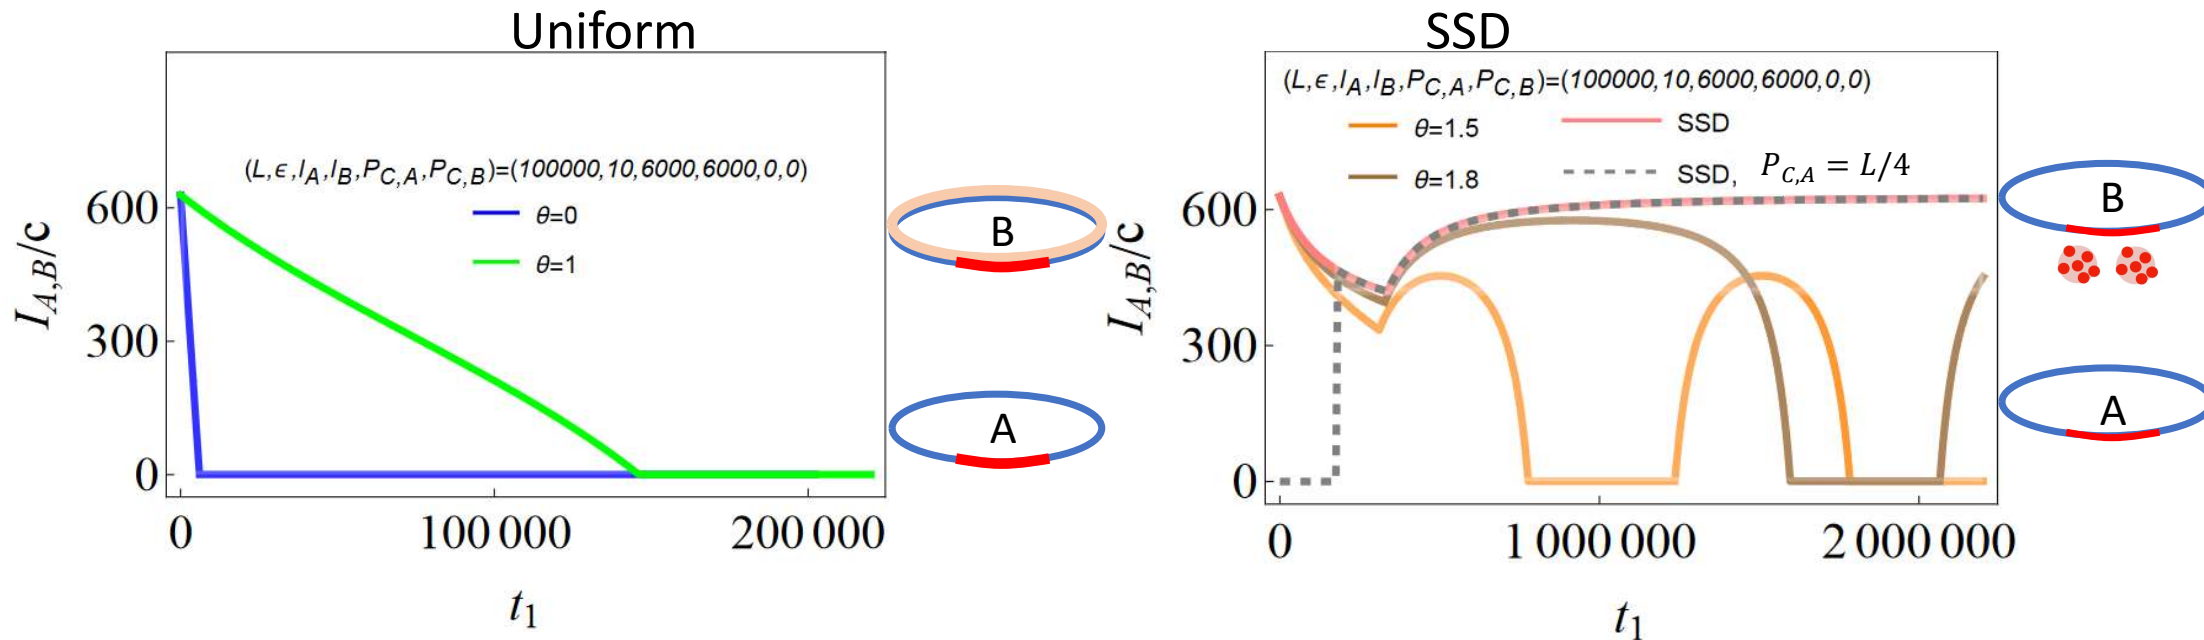 Uniform
(L,ϵ,I_A,I_B,P_{C,A},P_{C,B})=(100000,10,6000,6000,0,0)
θ=0
θ=1
I_{A,B}/c
600
300
0
0
100 000
200 000
t_1
B
A
SSD
(L,ϵ,I_A,I_B,P_{C,A},P_{C,B})=(100000,10,6000,6000,0,0)
θ=1.5
SSD
θ=1.8
SSD, P_{C,A} = L/4
I_{A,B}/c
600
300
0
0
1 000 000
2 000 000
t_1
B
A